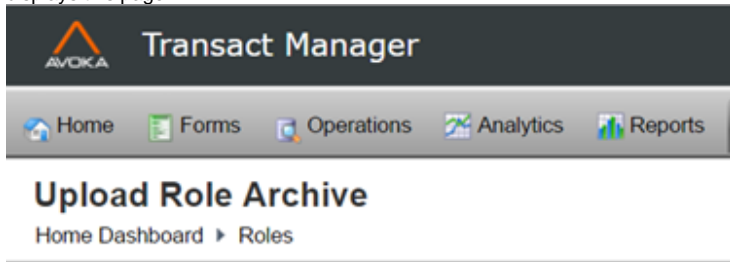 AVOKA
Transact Manager
Home Forms Operations Analytics Reports
Upload Role Archive
Home Dashboard ▸ Roles